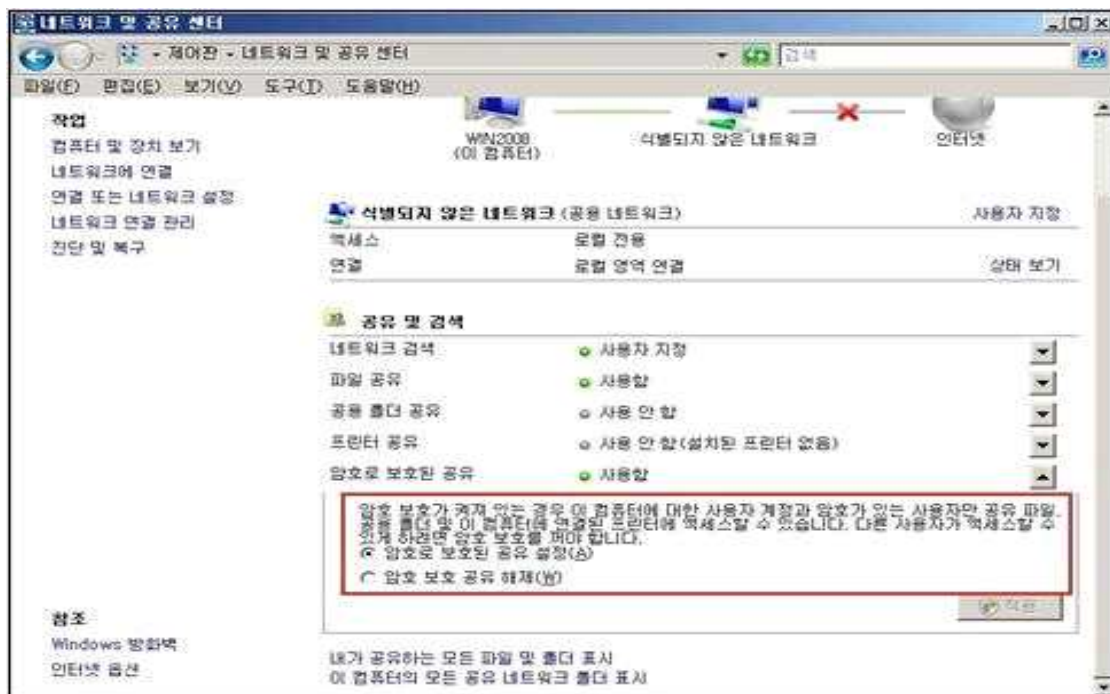 네트워크 및 공유 센터
제어판 - 네트워크 및 공유 센터
검색
파일(F) 편집(E) 보기(V) 도구(T) 도움말(H)
작업
컴퓨터 및 장치 보기
네트워크에 연결
연결 또는 네트워크 설정
네트워크 연결 관리
진단 및 복구
WIN2008
(이 컴퓨터)
식별되지 않은 네트워크
인터넷
식별되지 않은 네트워크 (공용 네트워크) 사용자 지정
액세스 로컬 전용
연결 로컬 영역 연결 상태 보기
공유 및 검색
네트워크 검색 사용자 지정
파일 공유 사용함
공용 폴더 공유 사용 안 함
프린터 공유 사용 안 함(설치된 프린터 없음)
암호로 보호된 공유 사용함
암호 보호가 켜져 있는 경우 이 컴퓨터에 대한 사용자 계정과 암호가 있는 사용자만 공유 파일,
공용 폴더 및 이 컴퓨터에 연결된 프린터에 액세스할 수 있습니다. 다른 사용자가 액세스할 수
있게 하려면 암호 보호를 꺼야 합니다.
암호로 보호된 공유 설정(A)
암호 보호 공유 해제(W)
적용
참조
Windows 방화벽
인터넷 옵션
내가 공유하는 모든 파일 및 폴더 표시
이 컴퓨터의 모든 공유 네트워크 폴더 표시